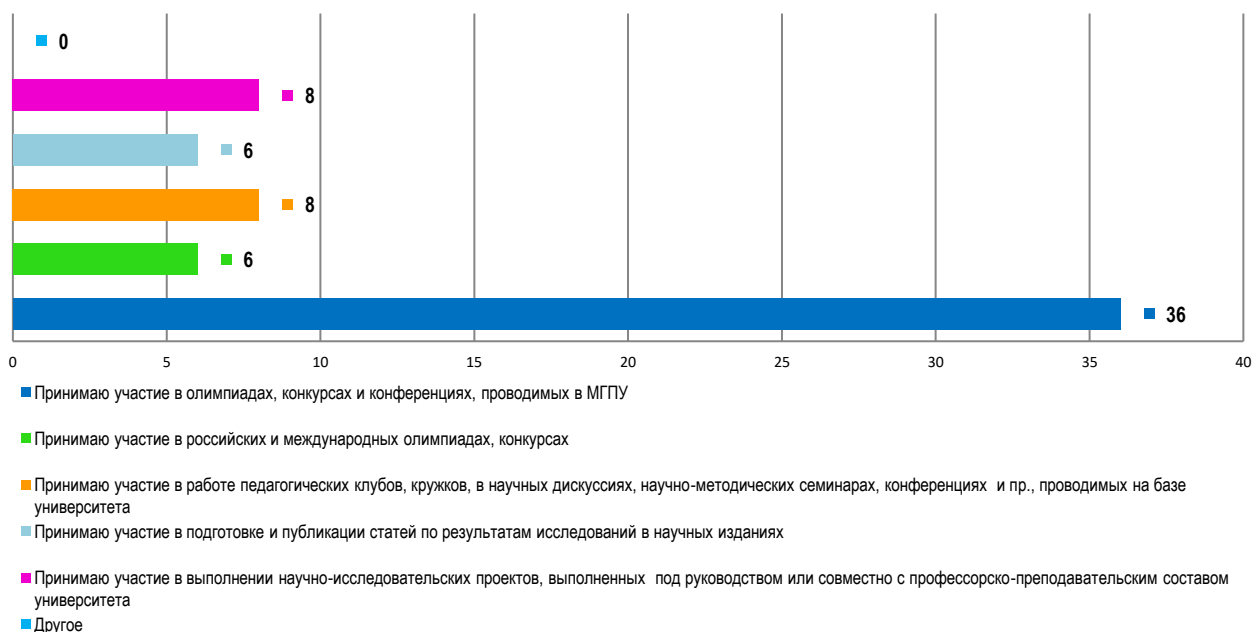 0
8
6
8
6
36
0 5 10 15 20 25 30 35 40
Принимаю участие в олимпиадах, конкурсах и конференциях, проводимых в МГПУ
Принимаю участие в российских и международных олимпиадах, конкурсах
Принимаю участие в работе педагогических клубов, кружков, в научных дискуссиях, научно-методических семинарах, конференциях и пр., проводимых на базе
университета
Принимаю участие в подготовке и публикации статей по результатам исследований в научных изданиях
Принимаю участие в выполнении научно-исследовательских проектов, выполненных под руководством или совместно с профессорско-преподавательским составом
университета
Другое